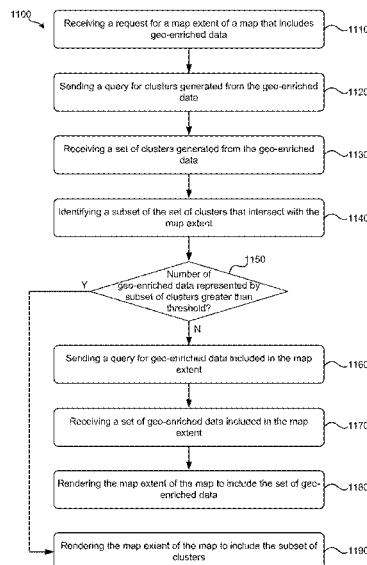 1100
Receiving a request for a map extent of a map that includes
geo-enriched data
1110
Sending a query for clusters generated from the geo-enriched
data
1120
Receiving a set of clusters generated from the geo-enriched
data
1130
Identifying a subset of the set of clusters that intersect with the
map extent
1140
1150
Number of
geo-enriched data represented by
subset of clusters greater than
threshold?
Y
N
Sending a query for geo-enriched data included in the map
extent
1160
Receiving a set of geo-enriched data included in the map
extent
1170
Rendering the map extent of the map to include the set of geo-
enriched data
1180
Rendering the map extent of the map to include the subset of
clusters
1190